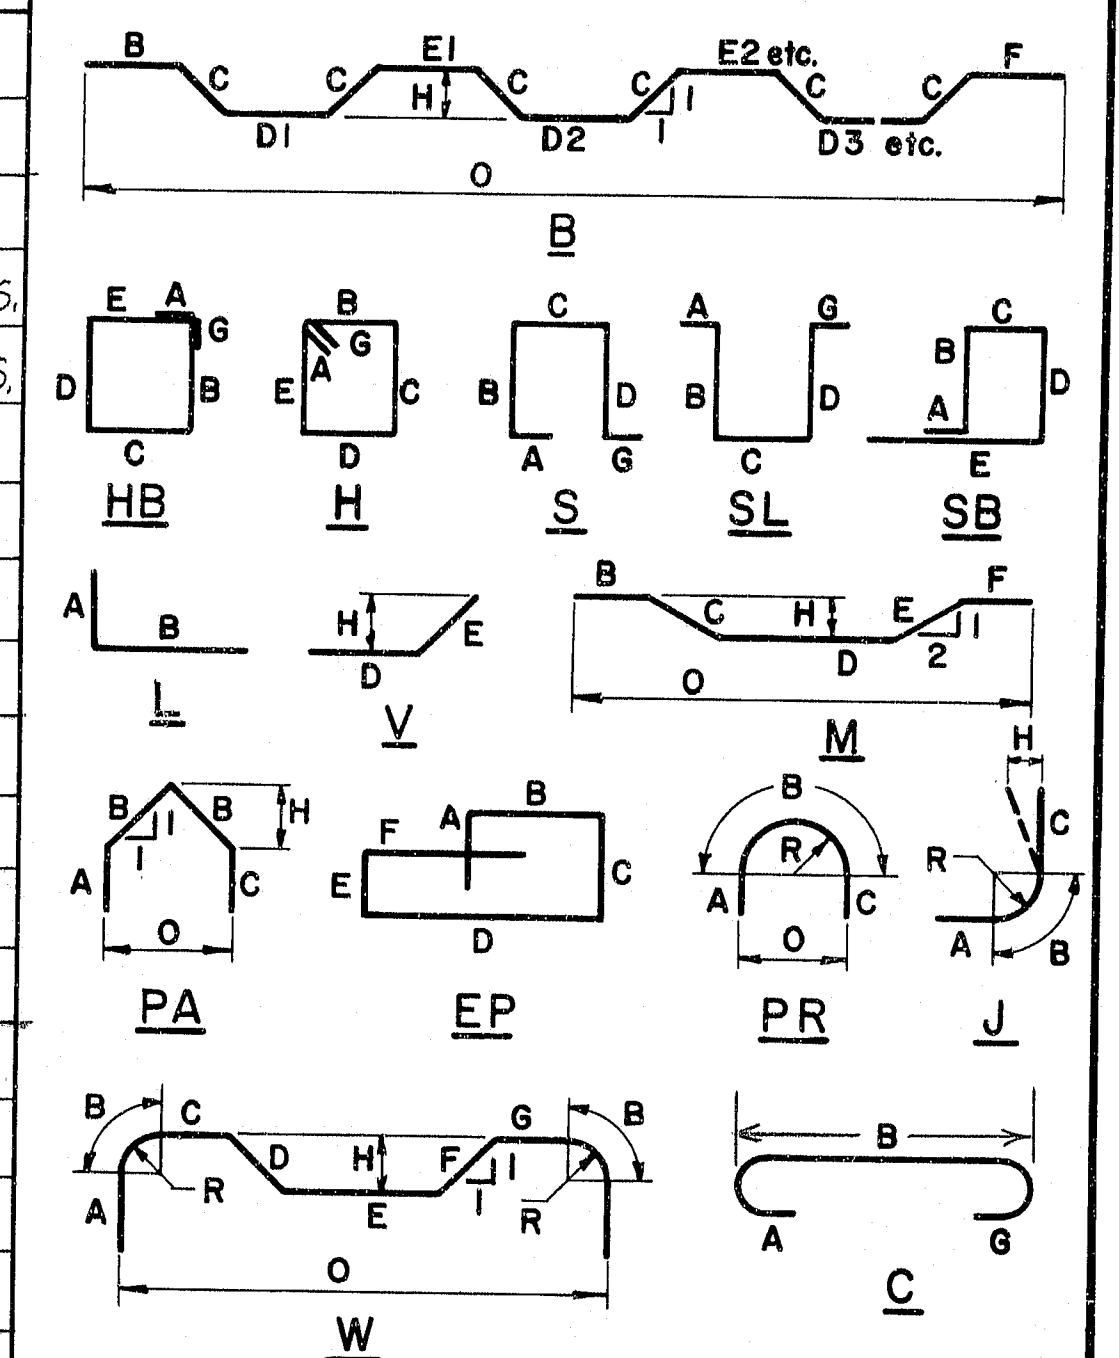 B E1 E2 etc. F
C C C C C C
H 1
1
D1 D2 D3 etc.
O
B
S.
E A G D B C
HB
B G A E C D
H
C B D A G
S
A G B D C
SL
C B D A E
SB
S.
A B
L
H E D
V
B F C H E 1 2 D
O
M
B B H 1 1 A C
O
PA
B A F E C D
EP
B R A C
O
PR
H C R A B
J
B C G B
D H F 1
1
R E R
A
O
W
B
A G
C